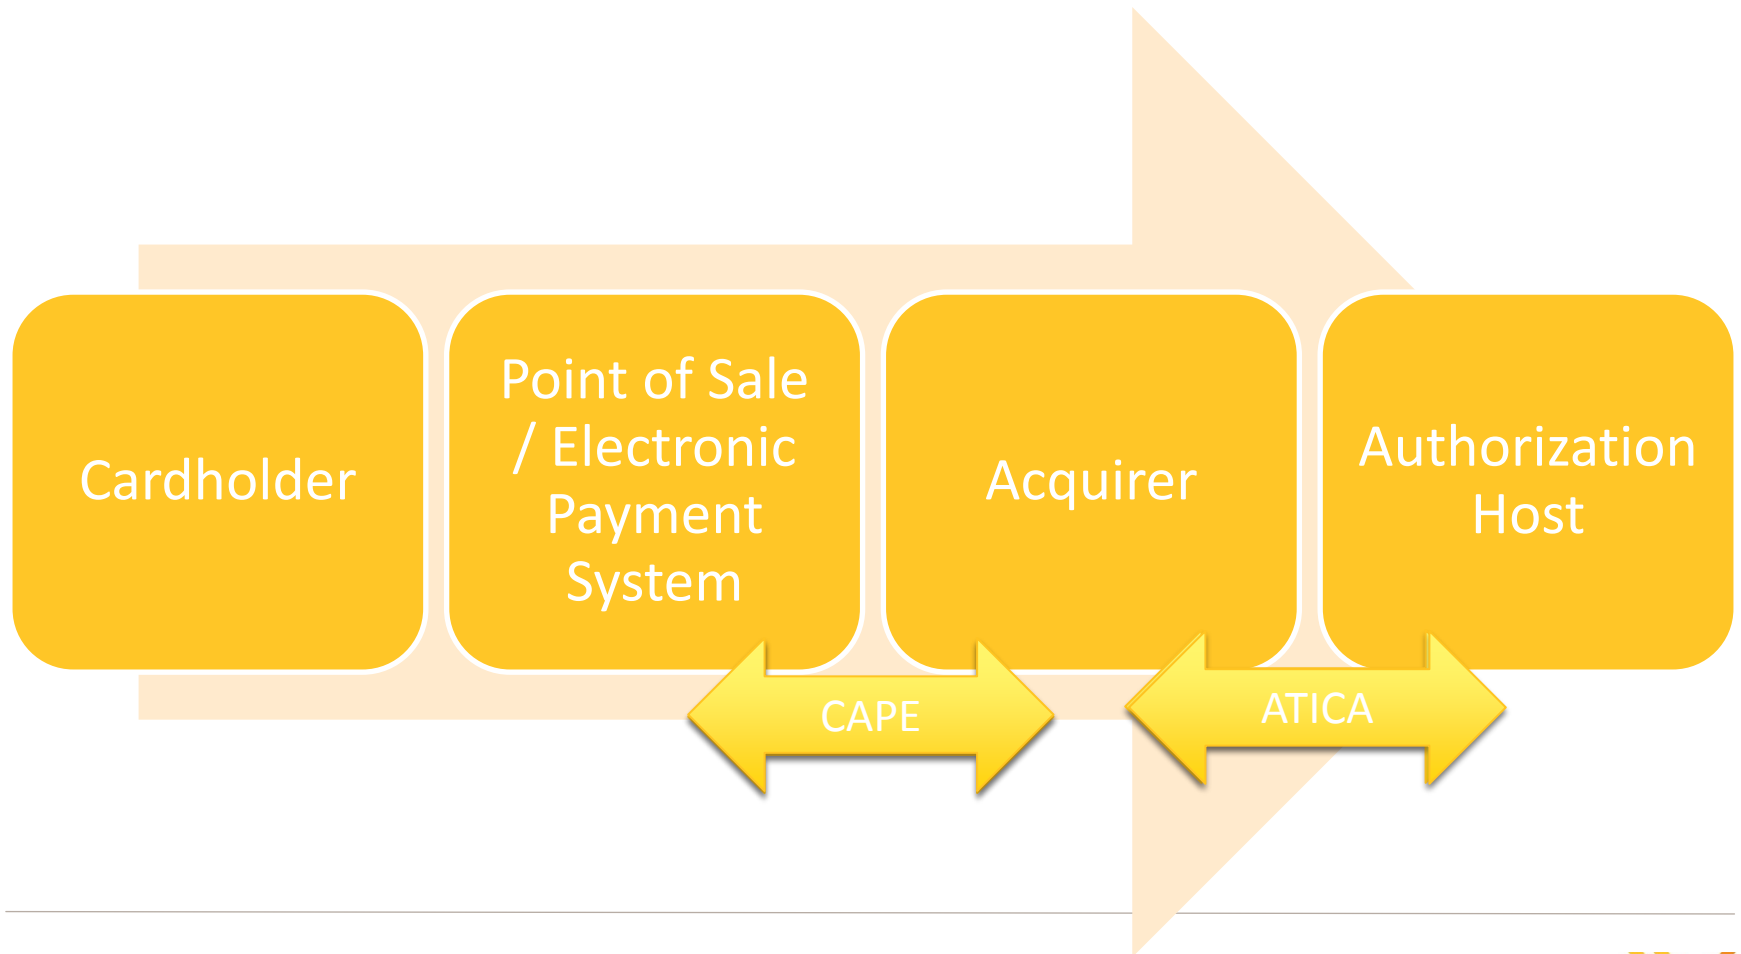 Cardholder
Point of Sale
/ Electronic
Payment
System
Acquirer
Authorization
Host
CAPE
ATICA